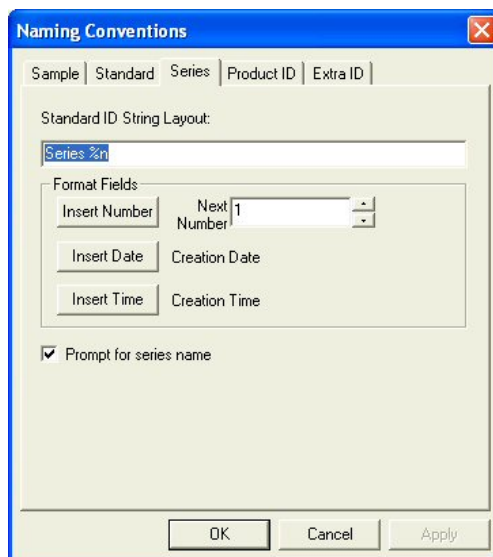 Naming Conventions
Sample Standard Series Product ID Extra ID
Standard ID String Layout:
Series %n
Format Fields
Insert Number Next Number 1
Insert Date Creation Date
Insert Time Creation Time
Prompt for series name
OK Cancel Apply